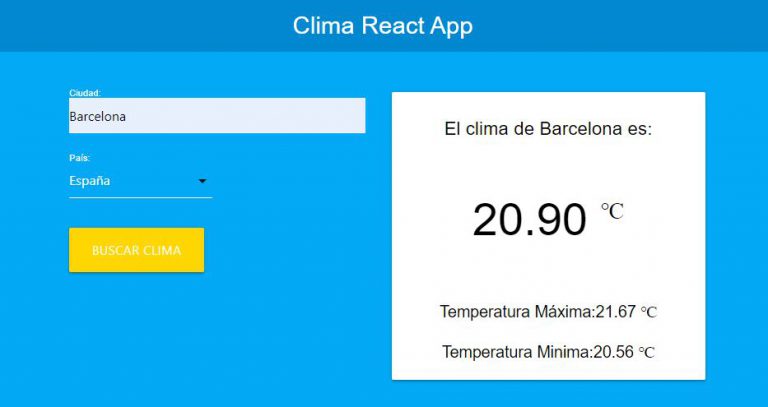 Clima React App
Ciudad:
Barcelona
País:
España
BUSCAR CLIMA
El clima de Barcelona es:
20.90 °C
Temperatura Máxima:21.67 °C
Temperatura Minima:20.56 °C